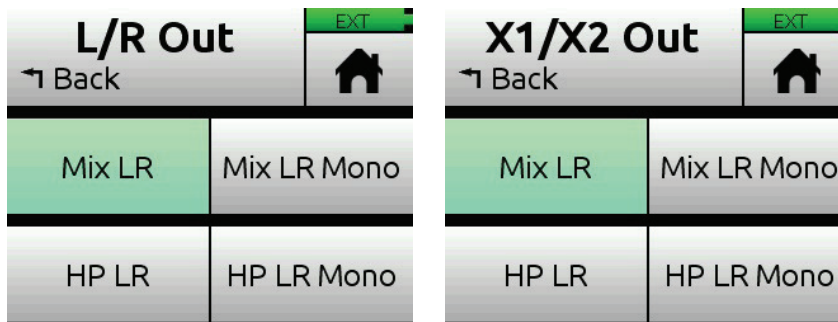 L/R Out
EXT
Back
Mix LR
Mix LR Mono
HP LR
HP LR Mono
X1/X2 Out
EXT
Back
Mix LR
Mix LR Mono
HP LR
HP LR Mono